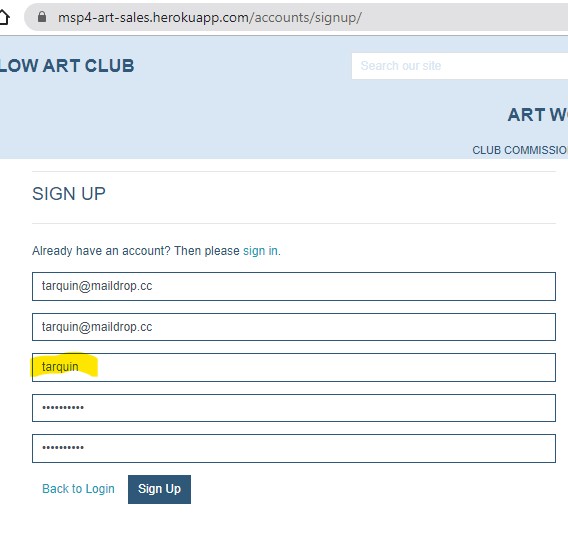 msp4-art-sales.herokuapp.com/accounts/signup/
LOW ART CLUB
Search our site
ART W
CLUB COMMISSIO
SIGN UP
Already have an account? Then please sign in.
tarquin@maildrop.cc
tarquin@maildrop.cc
tarquin
••••••••••
••••••••••
Back to Login Sign Up